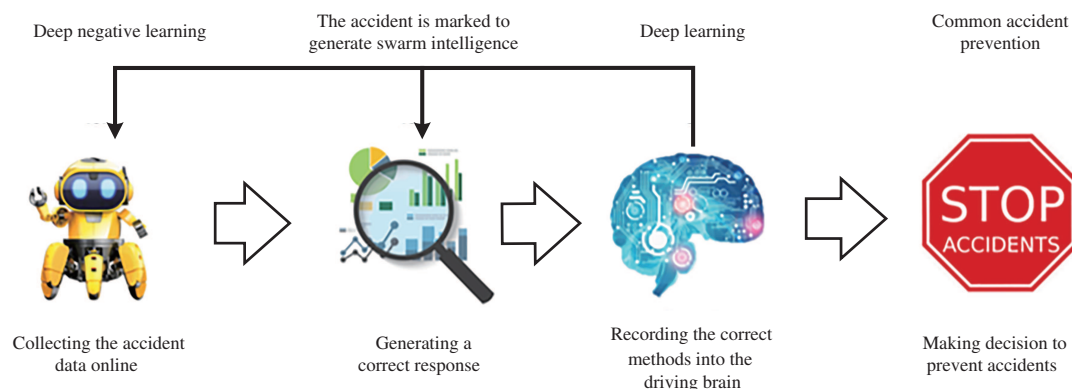 Deep negative learning
The accident is marked to
generate swarm intelligence
Deep learning
Common accident
prevention
STOP
ACCIDENTS
Collecting the accident
data online
Generating a
correct response
Recording the correct
methods into the
driving brain
Making decision to
prevent accidents